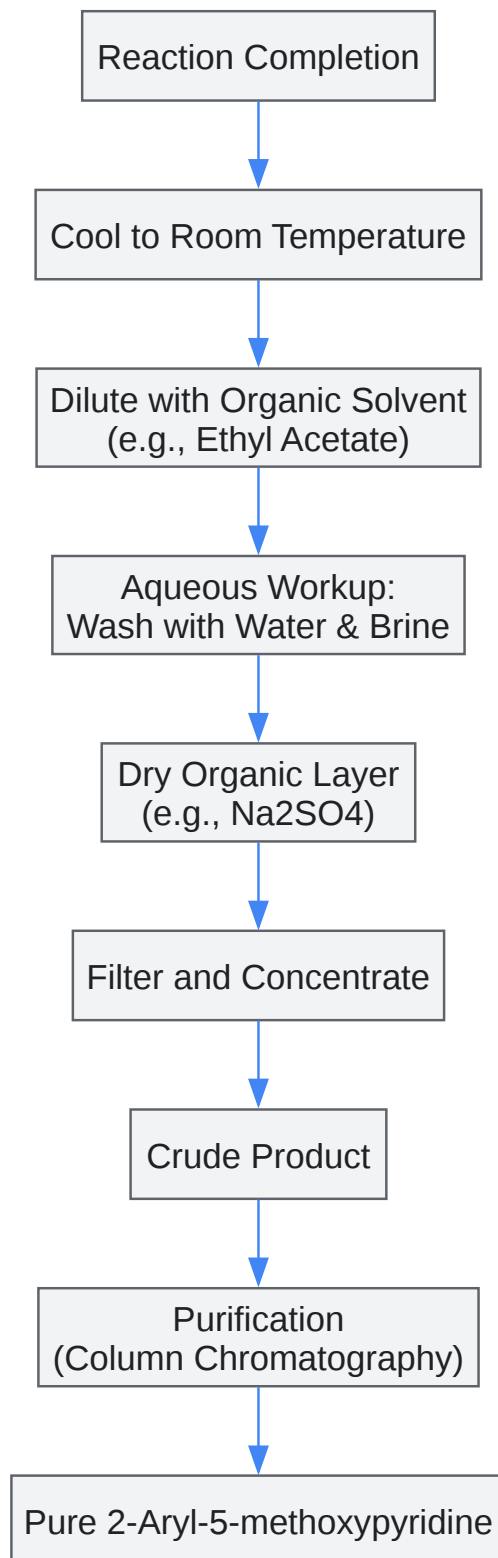 Reaction Completion
Cool to Room Temperature
Dilute with Organic Solvent
(e.g., Ethyl Acetate)
Aqueous Workup:
Wash with Water & Brine
Dry Organic Layer
(e.g., Na2SO4)
Filter and Concentrate
Crude Product
Purification
(Column Chromatography)
Pure 2-Aryl-5-methoxypyridine